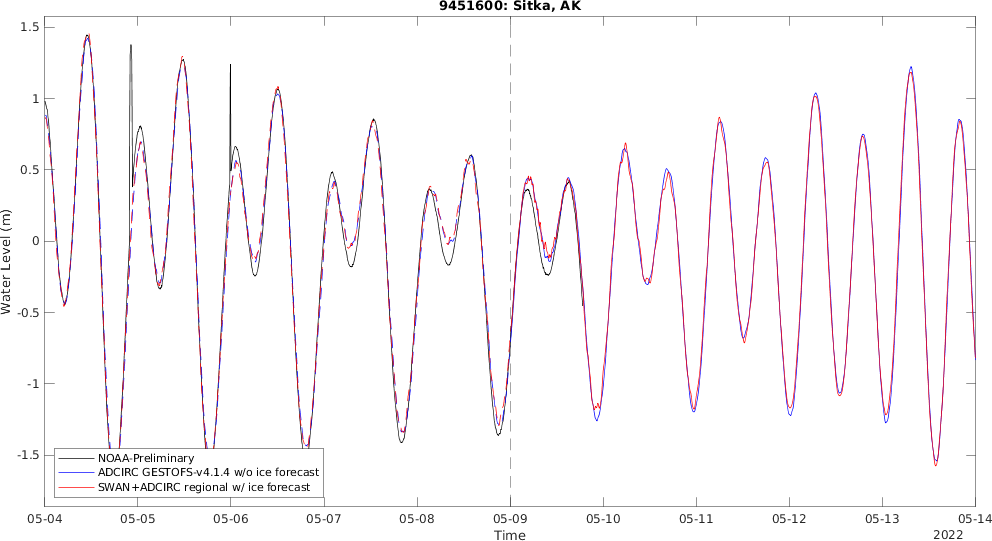 9451600: Sitka, AK
Water Level (m)
1.5
1
0.5
0
-0.5
-1
-1.5
NOAA-Preliminary
ADCIRC GESTOFS-v4.1.4 w/o ice forecast
SWAN+ADCIRC regional w/ ice forecast
05-04 05-05 05-06 05-07 05-08 05-09 05-10 05-11 05-12 05-13 05-14
Time
2022